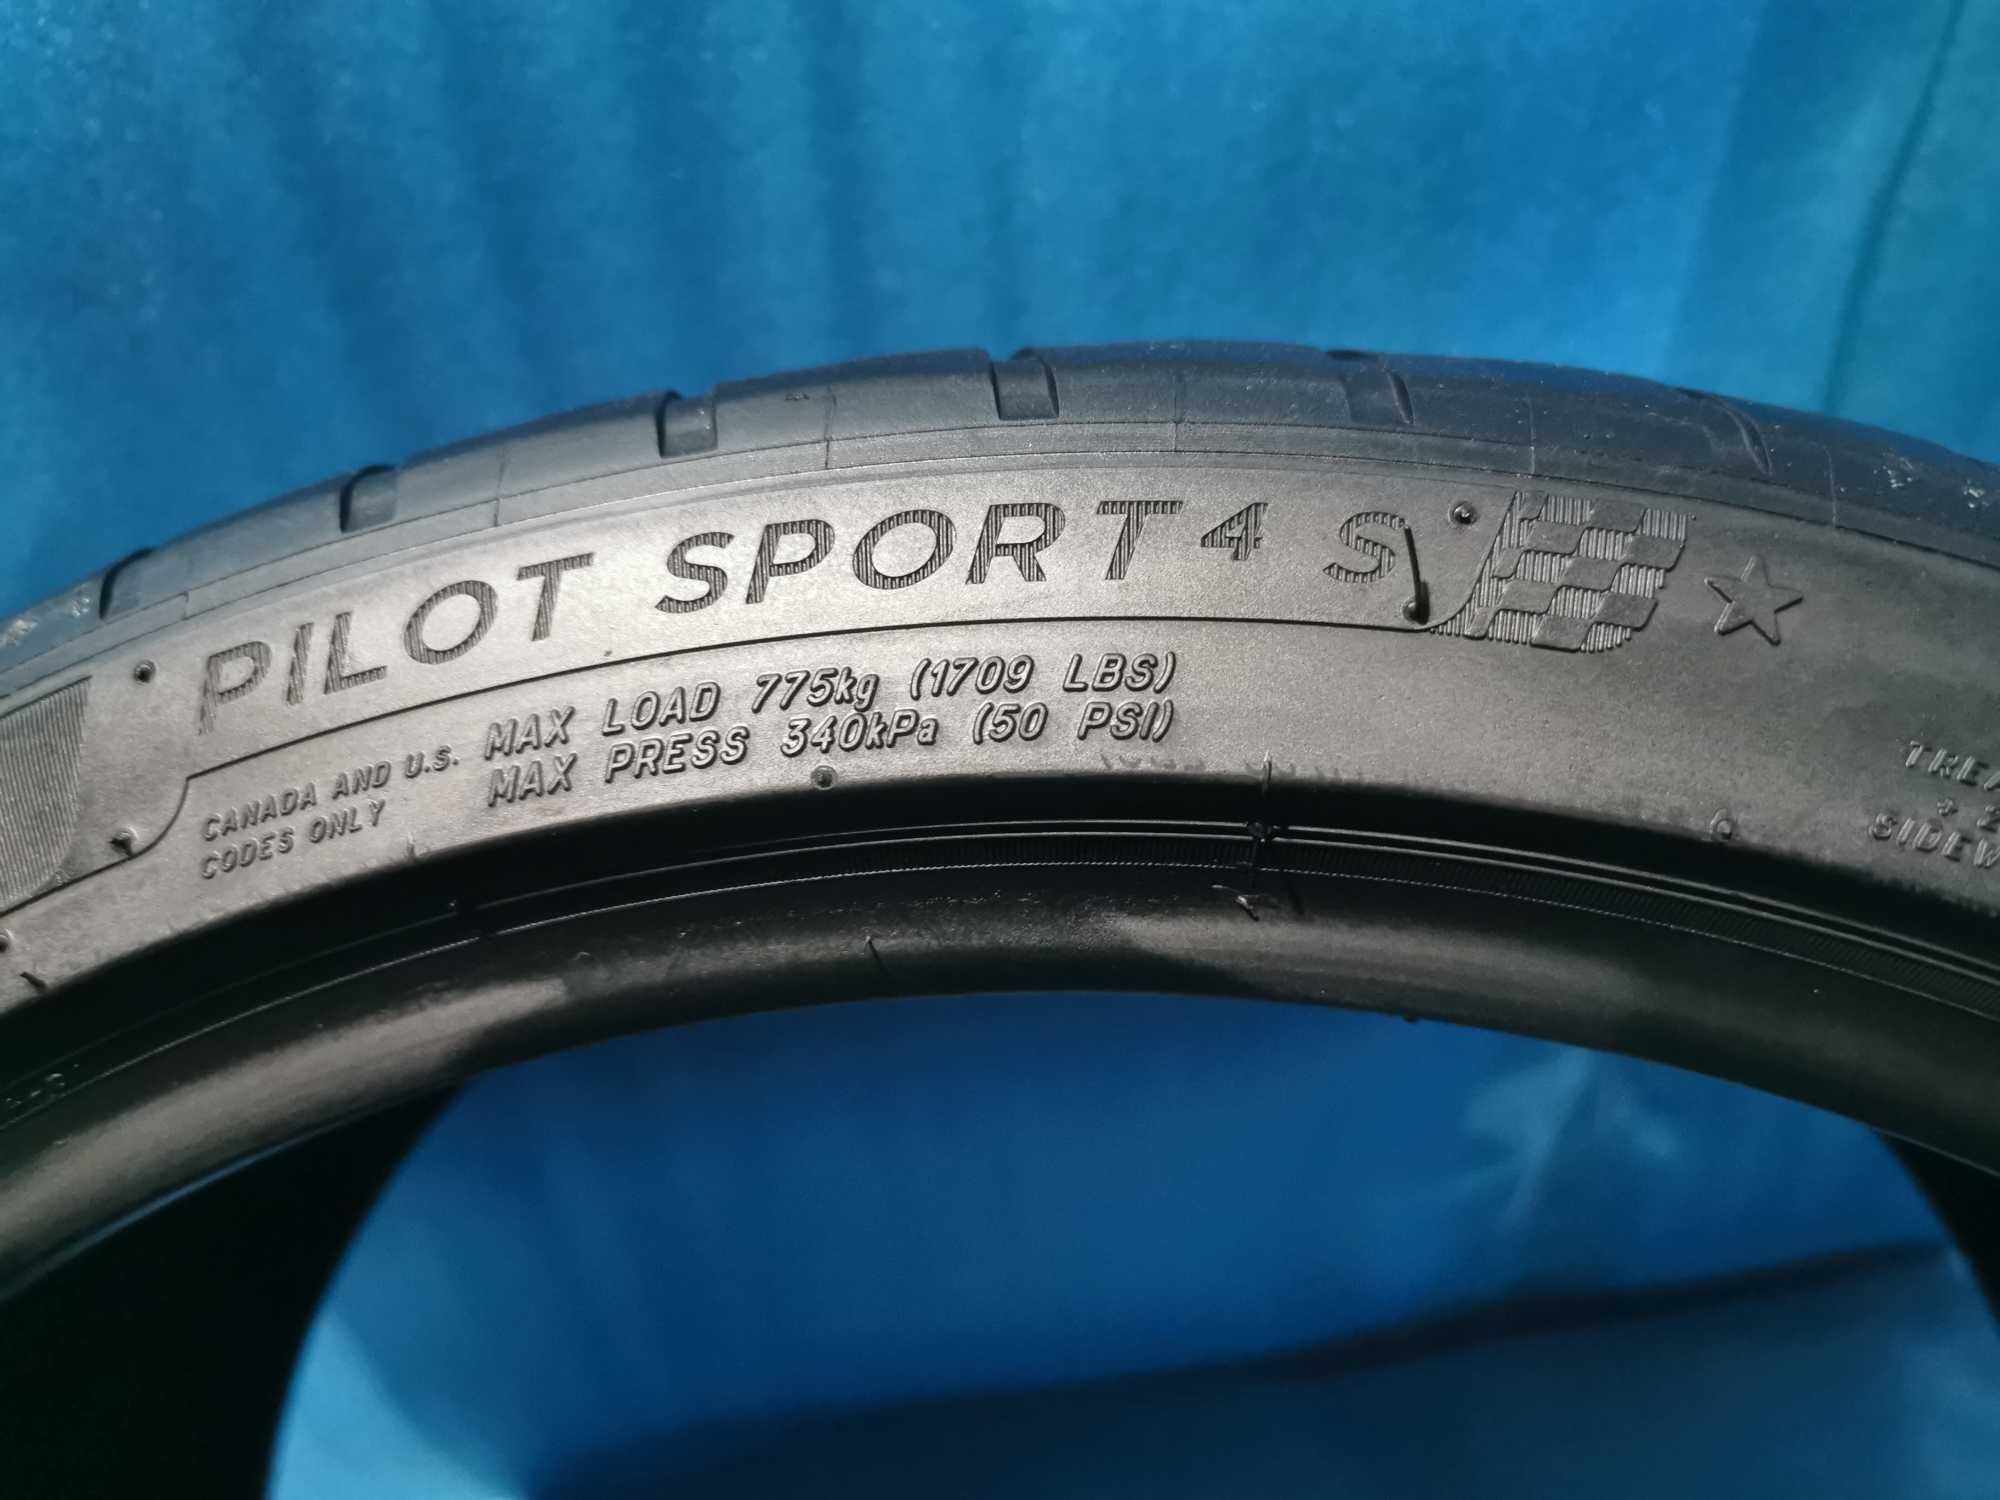 PILOT SPORT 4 S
CANADA AND U.S.
CODES ONLY
MAX LOAD 775kg (1709 LBS)
MAX PRESS 340kPa (50 PSI)